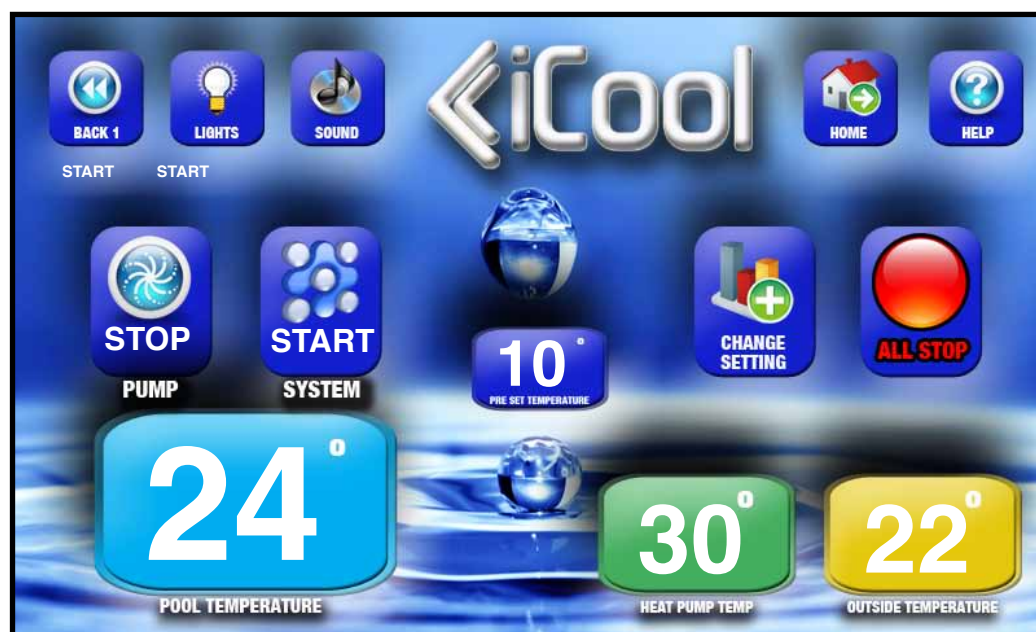 iCool
BACK 1
LIGHTS
SOUND
HOME
HELP
START
START
STOP
PUMP
START
SYSTEM
10°
PRE SET TEMPERATURE
CHANGE
SETTING
ALL STOP
24°
POOL TEMPERATURE
30°
HEAT PUMP TEMP
22°
OUTSIDE TEMPERATURE